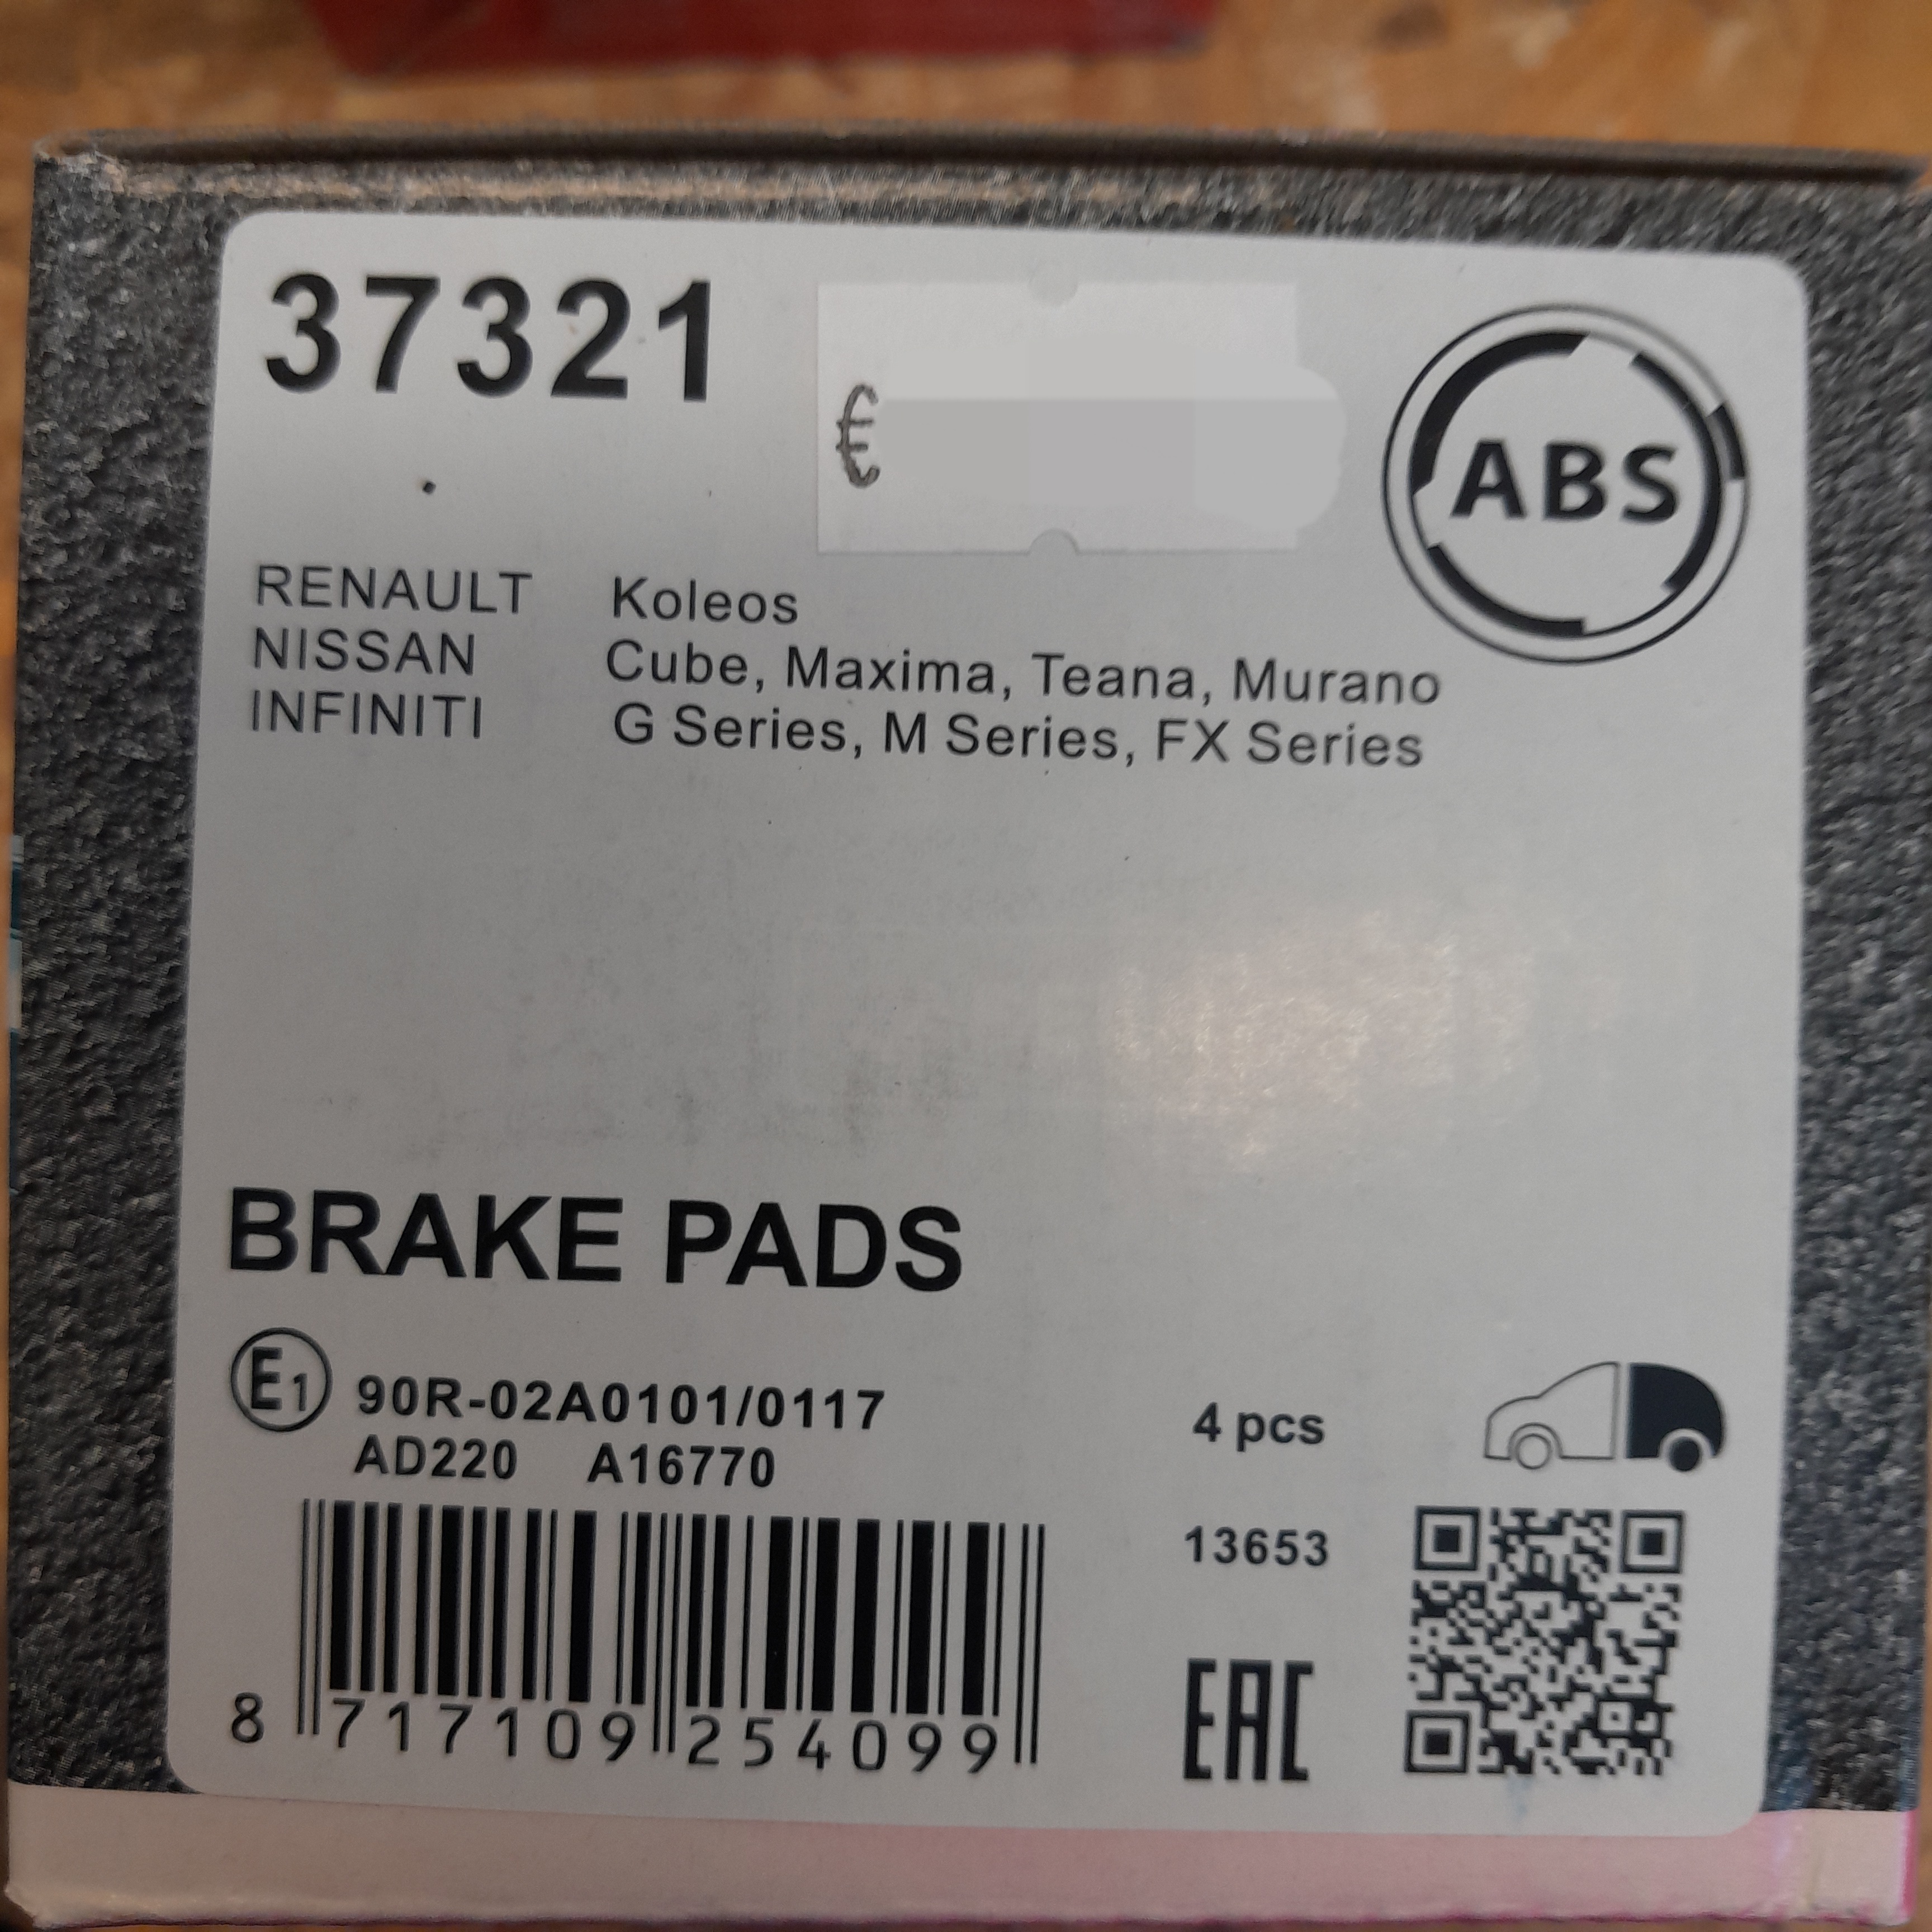 37321
€
ABS
RENAULT Koleos
NISSAN Cube, Maxima, Teana, Murano
INFINITI G Series, M Series, FX Series
BRAKE PADS
E1 90R-02A0101/0117
AD220 A16770
4 pcs
13653
8 717109 254099
EAC